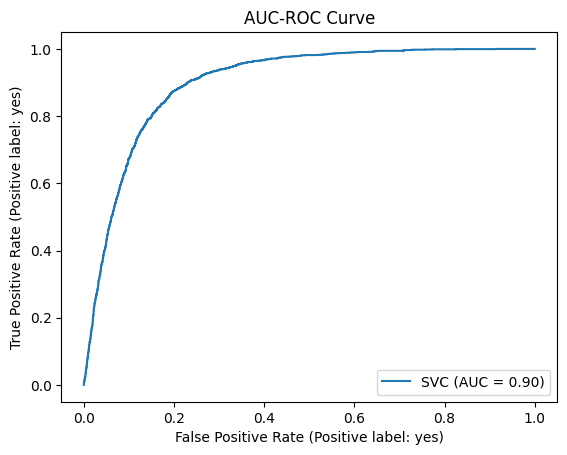 AUC-ROC Curve
True Positive Rate (Positive label: yes)
1.0
0.8
0.6
0.4
0.2
0.0
SVC (AUC = 0.90)
0.0 0.2 0.4 0.6 0.8 1.0
False Positive Rate (Positive label: yes)